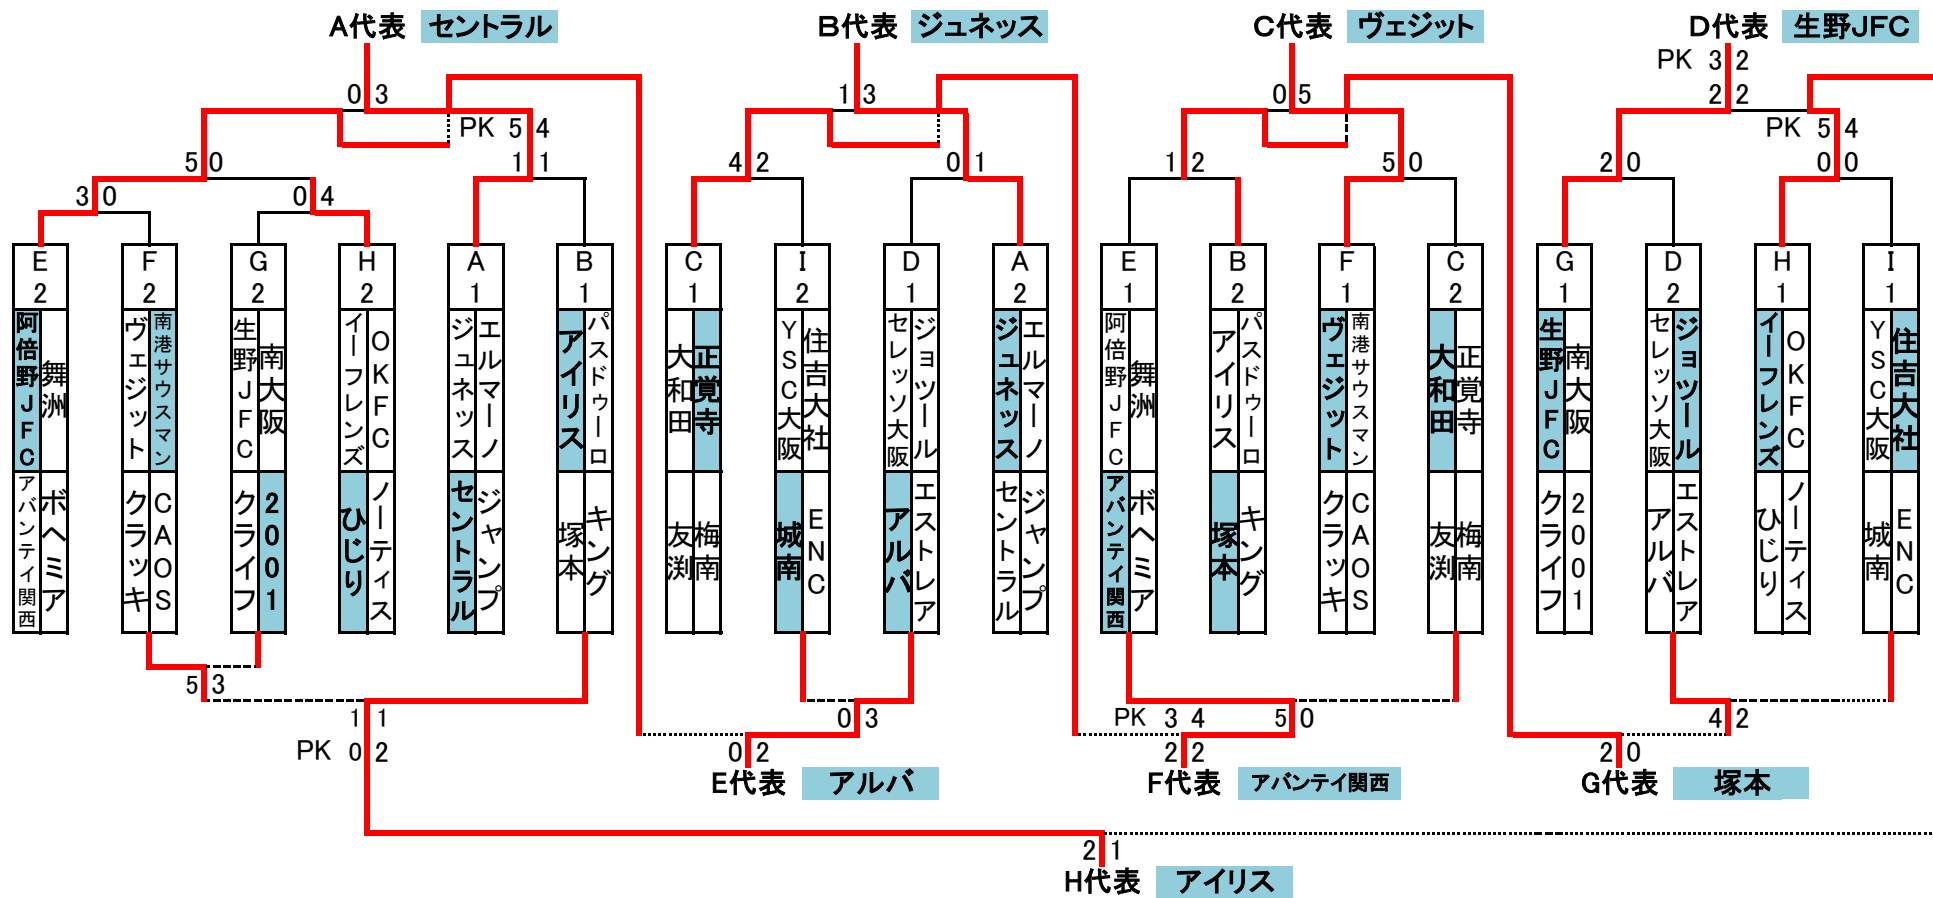 A代表 セントラル B代表 ジュネッス C代表 ヴェジット D代表 生野JFC
PK 3 2
0 3 1 3 0 5 2 2
PK 5 4 PK 5 4
5 0 1 1 4 2 0 1 1 2 5 0 2 0 0 0
3 0 0 4
E F G H A B C I D A E B F C G D H I
2 2 2 2 1 1 1 2 1 2 1 2 1 2 1 2 1 1
阿倍野JFC
舞洲
ヴェジット
南港サウスマン
生野JFC
南大阪
イーフレンズ
OKFC
ジュネッス
エルマーノ
アイリス
パスドゥーロ
大和田
正覚寺
YSC大阪
住吉大社
セレッソ大阪
ジョツール
ジュネッス
エルマーノ
阿倍野JFC
舞洲
アイリス
パスドゥーロ
ヴェジット
南港サウスマン
大和田
正覚寺
生野JFC
南大阪
セレッソ大阪
ジョツール
イーフレンズ
OKFC
YSC大阪
住吉大社
アバンテイ関西
ボヘミア
クラッキ
CAOS
クライフ
2001
ひじり
ノーティス
セントラル
ジャンプ
塚本
キング
友渕
梅南
城南
ENC
アルバ
エストレア
セントラル
ジャンプ
アバンテイ関西
ボヘミア
塚本
キング
クラッキ
CAOS
友渕
梅南
クライフ
2001
アルバ
エストレア
ひじり
ノーティス
城南
ENC
5 3
1 1 0 3 PK 3 4 5 0 4 2
PK 0 2 0 2 2 2 2 0
E代表 アルバ F代表 アバンテイ関西 G代表 塚本
2 1
H代表 アイリス